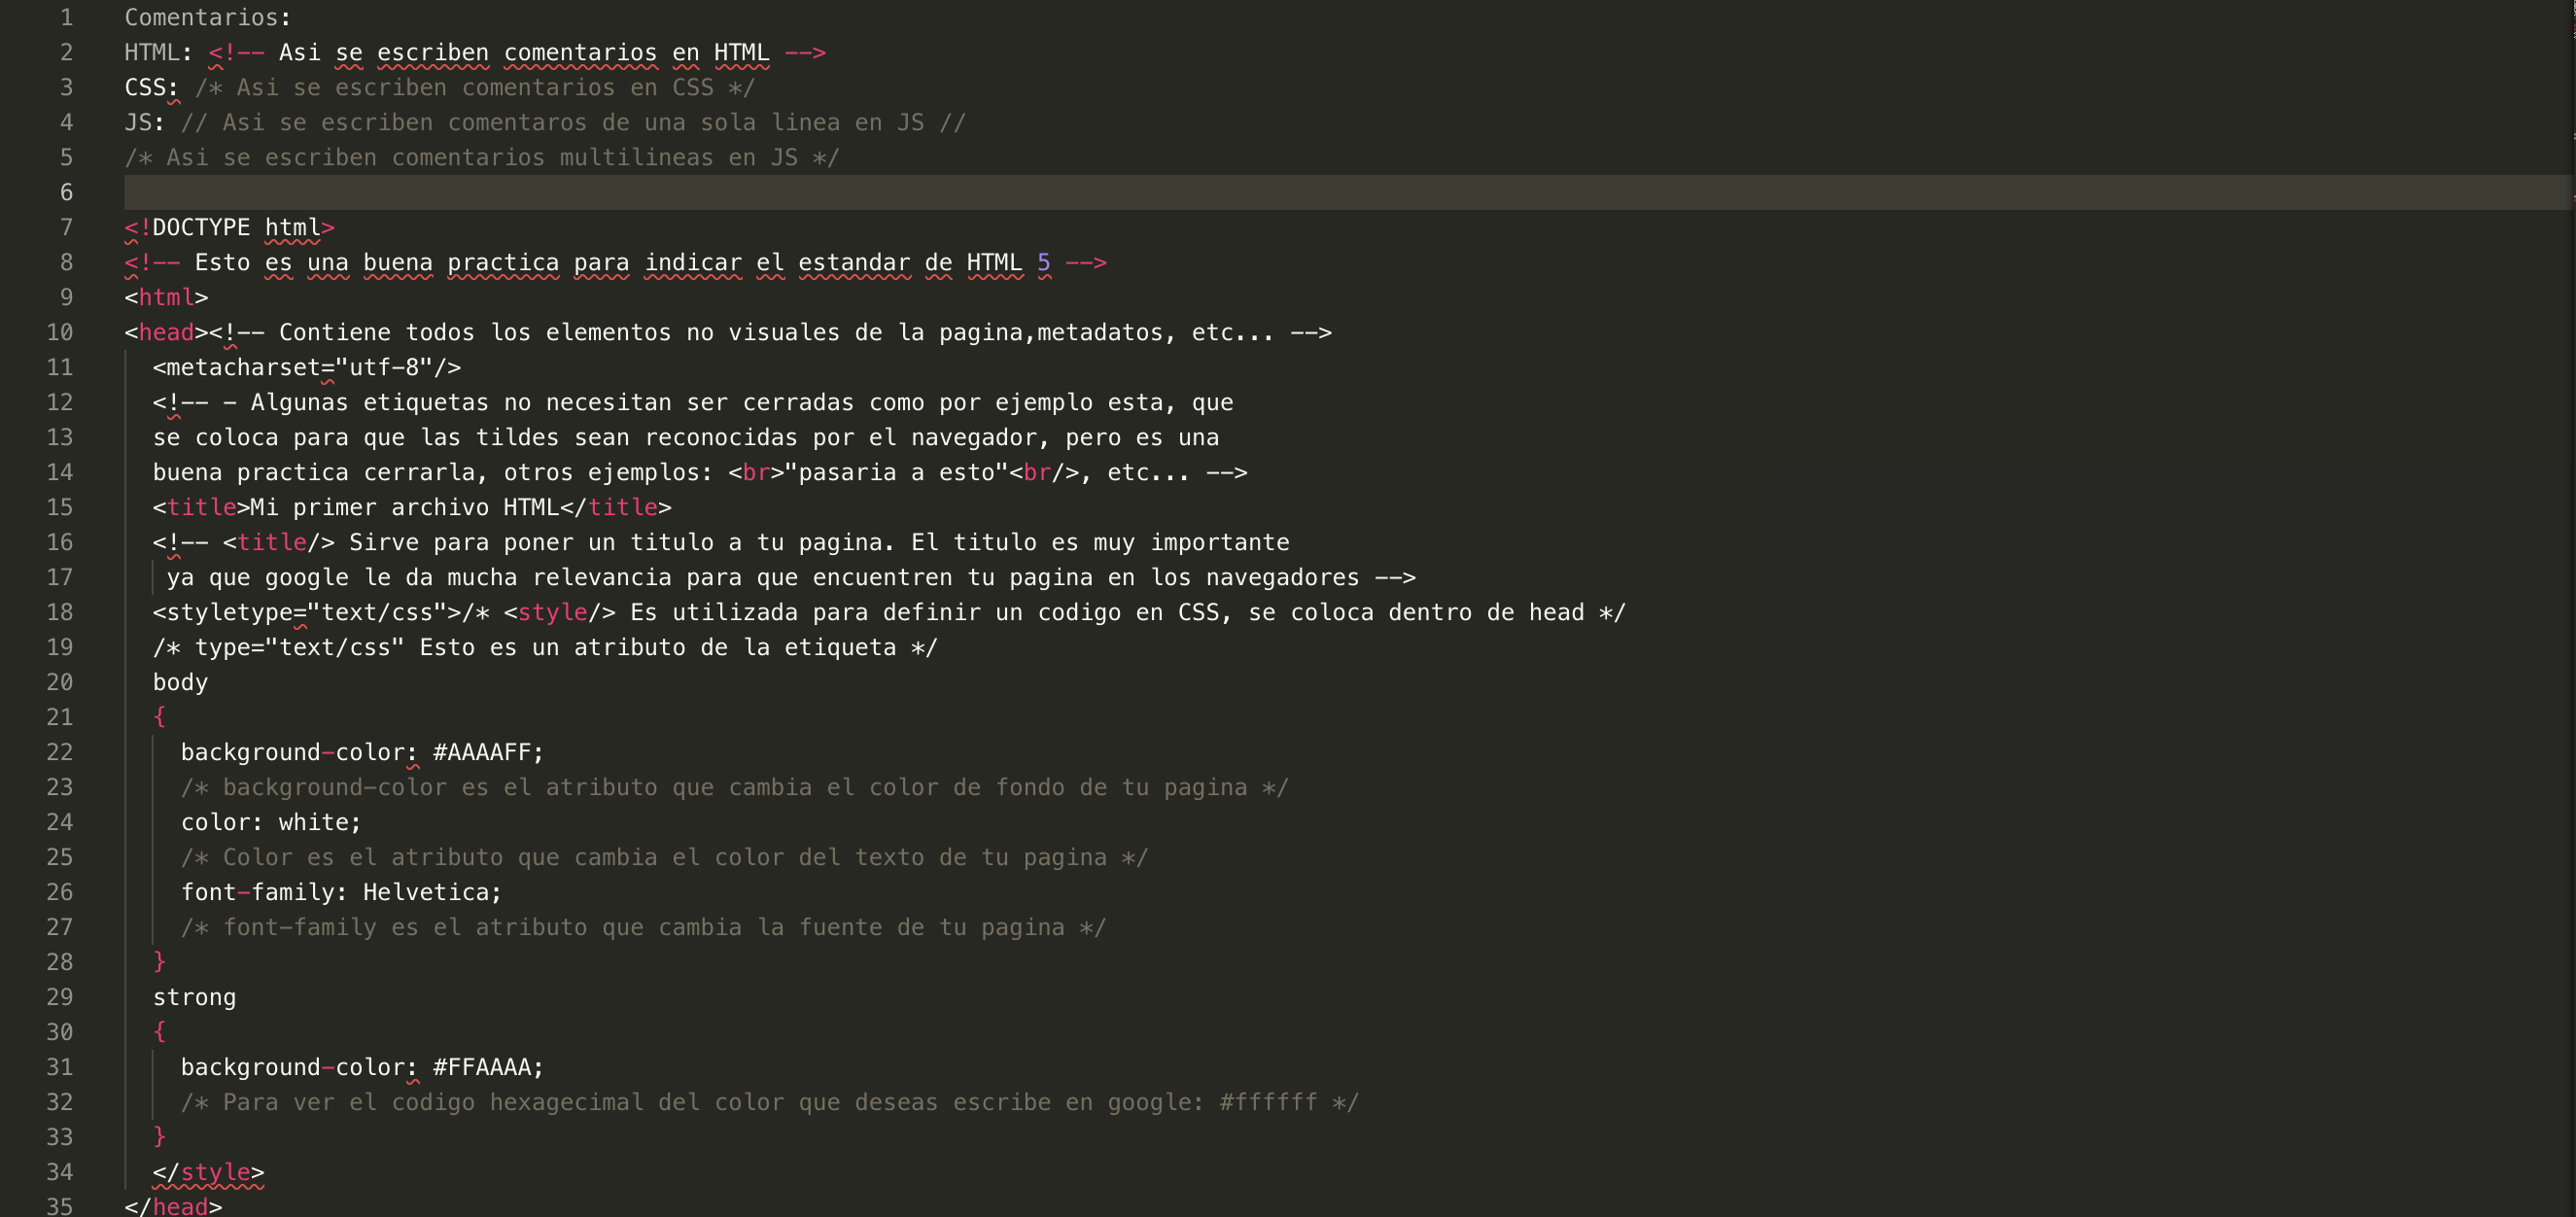 1 Comentarios:
2 HTML: <!-- Asi se escriben comentarios en HTML -->
3 CSS: /* Asi se escriben comentarios en CSS */
4 JS: // Asi se escriben comentaros de una sola linea en JS //
5 /* Asi se escriben comentarios multilineas en JS */
6
7 <!DOCTYPE html>
8 <!-- Esto es una buena practica para indicar el estandar de HTML 5 -->
9 <html>
10 <head><!-- Contiene todos los elementos no visuales de la pagina,metadatos, etc... -->
11 <metacharset="utf-8"/>
12 <!-- - Algunas etiquetas no necesitan ser cerradas como por ejemplo esta, que
13 se coloca para que las tildes sean reconocidas por el navegador, pero es una
14 buena practica cerrarla, otros ejemplos: <br>"pasaria a esto"<br/>, etc... -->
15 <title>Mi primer archivo HTML</title>
16 <!-- <title/> Sirve para poner un titulo a tu pagina. El titulo es muy importante
17 ya que google le da mucha relevancia para que encuentren tu pagina en los navegadores -->
18 <styletype="text/css">/* <style/> Es utilizada para definir un codigo en CSS, se coloca dentro de head */
19 /* type="text/css" Esto es un atributo de la etiqueta */
20 body
21 {
22 background-color: #AAAAFF;
23 /* background-color es el atributo que cambia el color de fondo de tu pagina */
24 color: white;
25 /* Color es el atributo que cambia el color del texto de tu pagina */
26 font-family: Helvetica;
27 /* font-family es el atributo que cambia la fuente de tu pagina */
28 }
29 strong
30 {
31 background-color: #FFAAAA;
32 /* Para ver el codigo hexagecimal del color que deseas escribe en google: #ffffff */
33 }
34 </style>
35 </head>